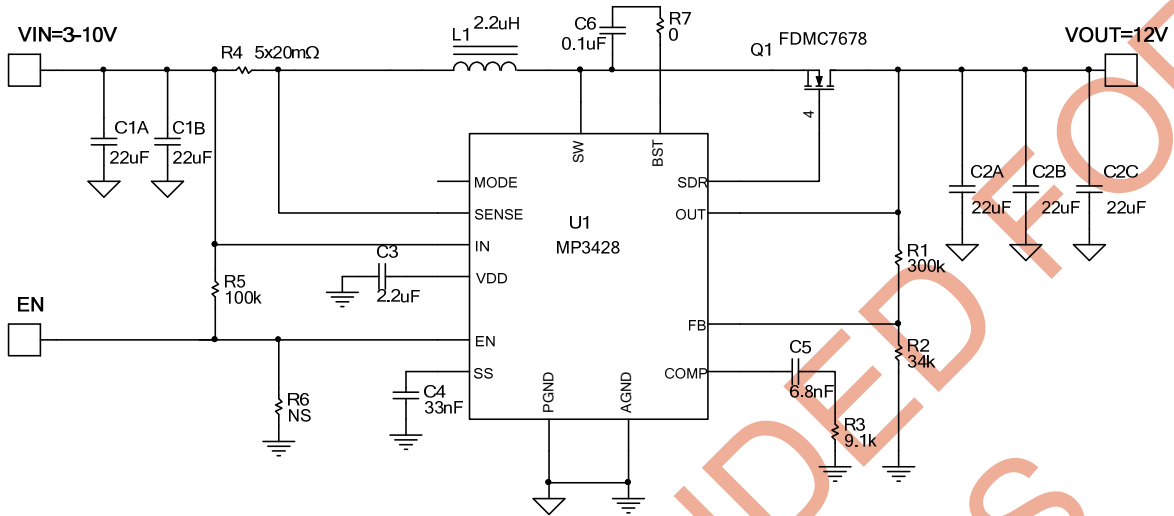 VIN=3-10V
R4 5x20mΩ
L1 2.2uH
C6
0.1uF
R7
0
Q1 FDMC7678
VOUT=12V
4
C1A
22uF
C1B
22uF
SW
BST
MODE
SENSE
IN
VDD
EN
SS
SDR
OUT
FB
COMP
PGND
AGND
U1
MP3428
C3
2.2uF
R5
100k
EN
R6
NS
C4
33nF
C5
6.8nF
R3
9.1k
R1
300k
R2
34k
C2A
22uF
C2B
22uF
C2C
22uF
NDED FOR
S